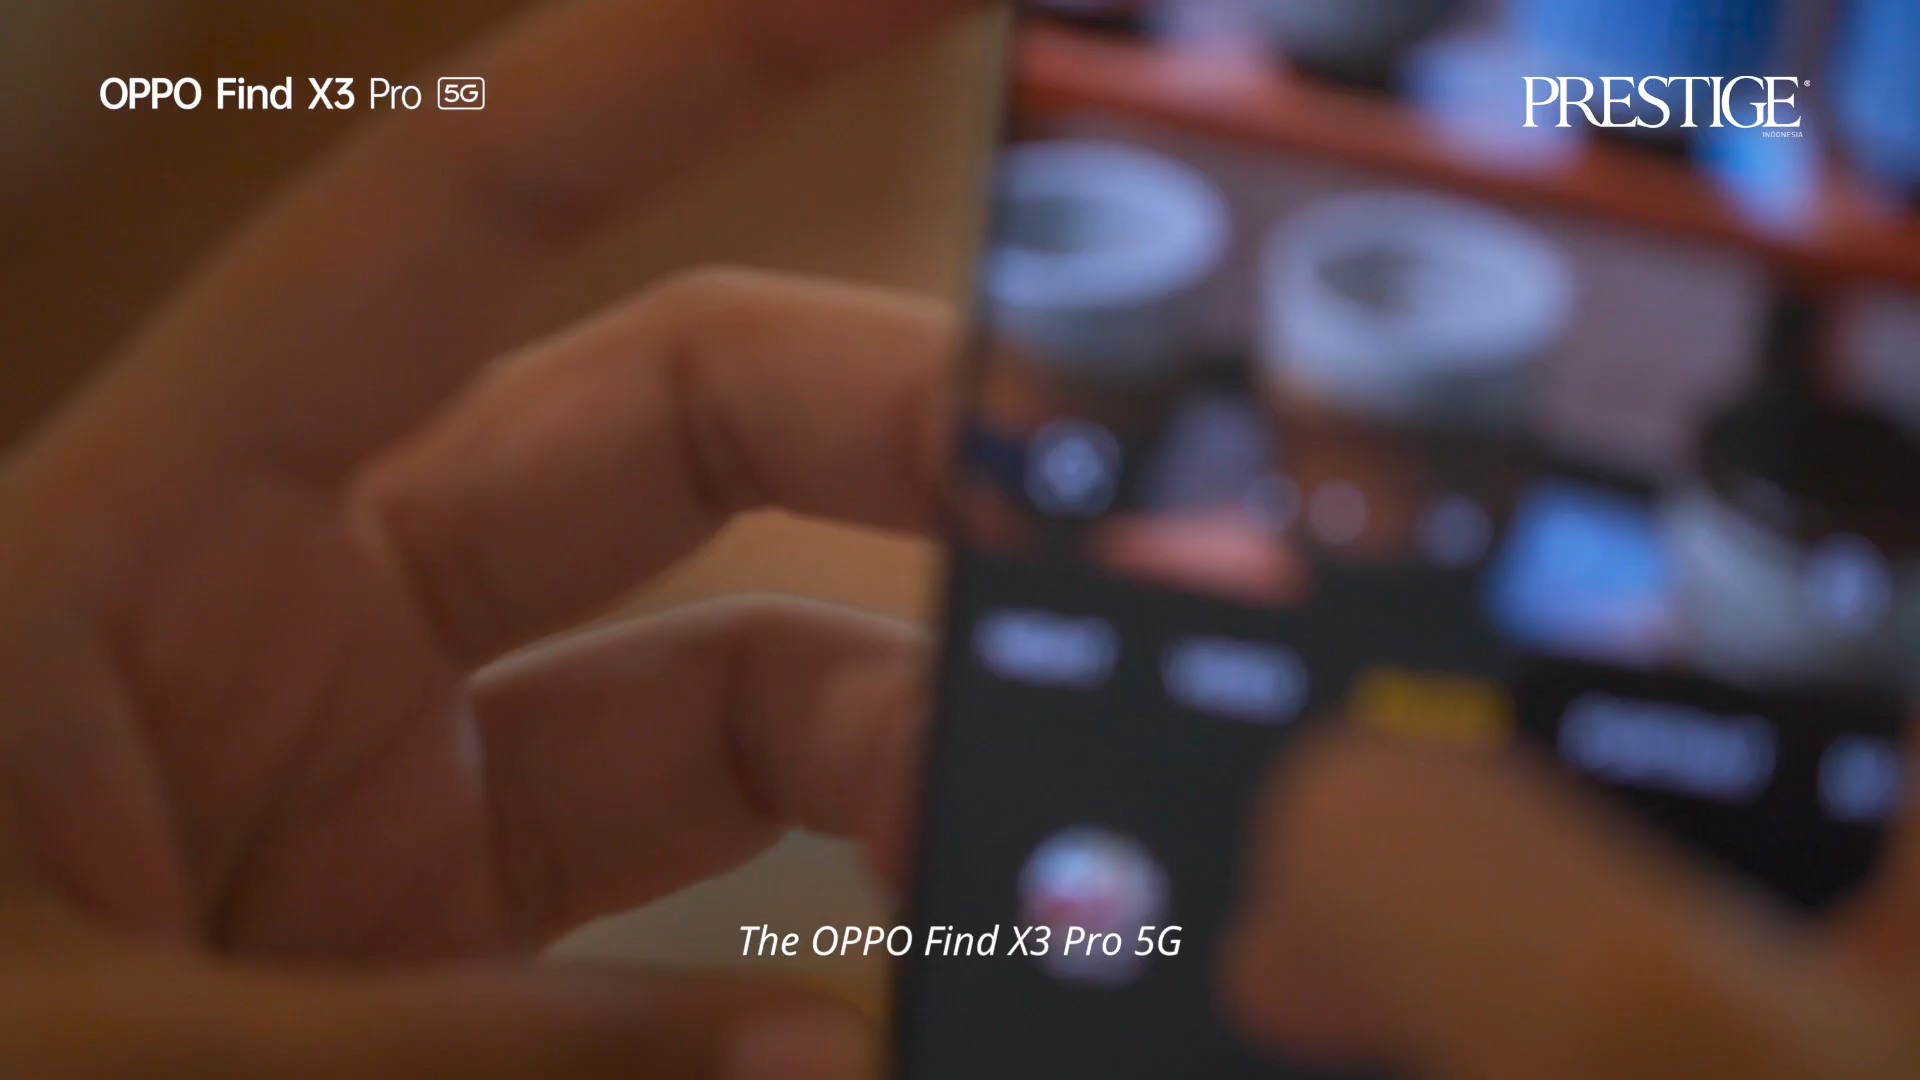 OPPO Find X3 Pro 5G
PRESTIGE®
INDONESIA
The OPPO Find X3 Pro 5G